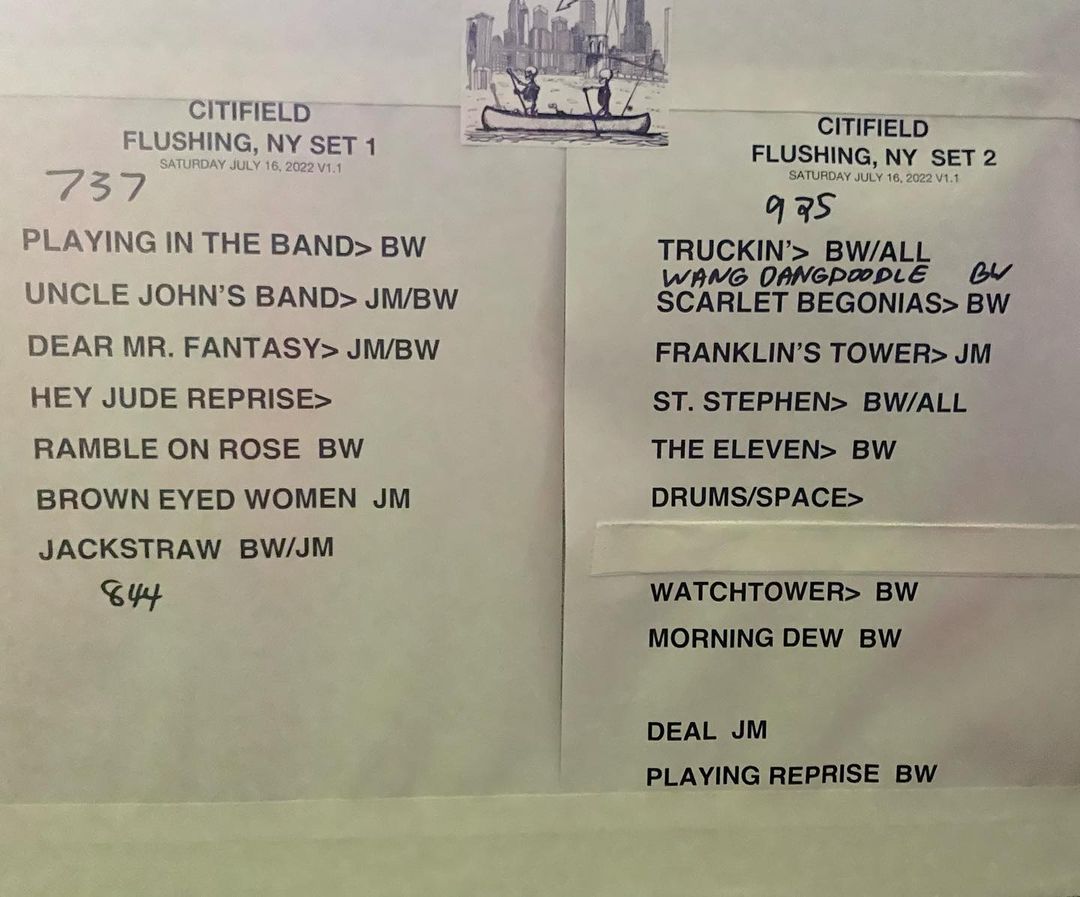 CITIFIELD
FLUSHING, NY SET 1
SATURDAY JULY 16, 2022 V1.1
737
PLAYING IN THE BAND> BW
UNCLE JOHN'S BAND> JM/BW
DEAR MR. FANTASY> JM/BW
HEY JUDE REPRISE>
RAMBLE ON ROSE BW
BROWN EYED WOMEN JM
JACKSTRAW BW/JM
844
CITIFIELD
FLUSHING, NY SET 2
SATURDAY JULY 16, 2022 V1.1
925
TRUCKIN'> BW/ALL
WANG DANGDOODLE BW
SCARLET BEGONIAS> BW
FRANKLIN'S TOWER> JM
ST. STEPHEN> BW/ALL
THE ELEVEN> BW
DRUMS/SPACE>
WATCHTOWER> BW
MORNING DEW BW
DEAL JM
PLAYING REPRISE BW